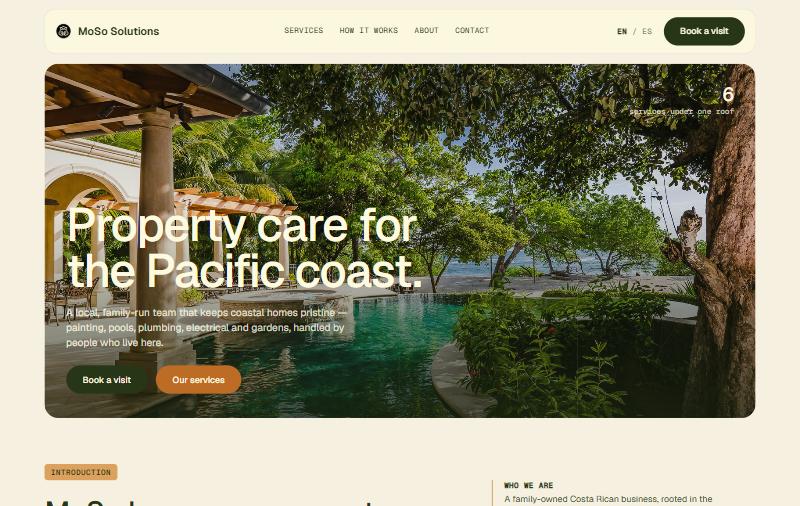 MoSo Solutions
SERVICES HOW IT WORKS ABOUT CONTACT
EN / ES
Book a visit
6
services under one roof
Property care for
the Pacific coast.
A local, family-run team that keeps coastal homes pristine —
painting, pools, plumbing, electrical and gardens, handled by
people who live here.
Book a visit
Our services
INTRODUCTION
WHO WE ARE
A family-owned Costa Rican business, rooted in the